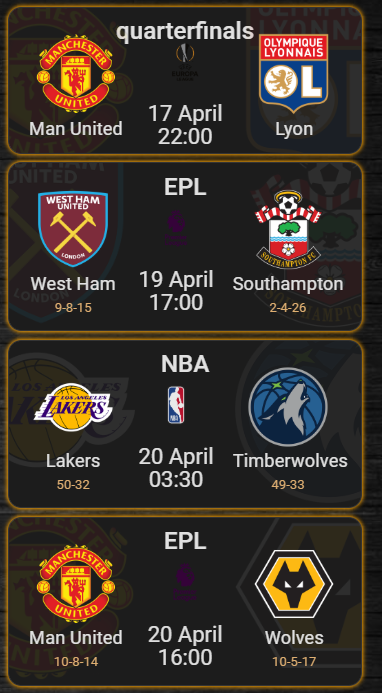 quarterfinals
MANCHESTER
UNITED
EUROPA
OLYMPIQUE
LYONNAIS
OL
Man United
17 April
22:00
Lyon
EPL
WEST HAM
UNITED
LONDON
SOUTHAMPTON FC
West Ham
9-8-15
19 April
17:00
Southampton
2-4-26
NBA
LOS ANGELES
LAKERS
NBA
Lakers
50-32
20 April
03:30
Timberwolves
49-33
EPL
MANCHESTER
UNITED
Man United
10-8-14
20 April
16:00
Wolves
10-5-17